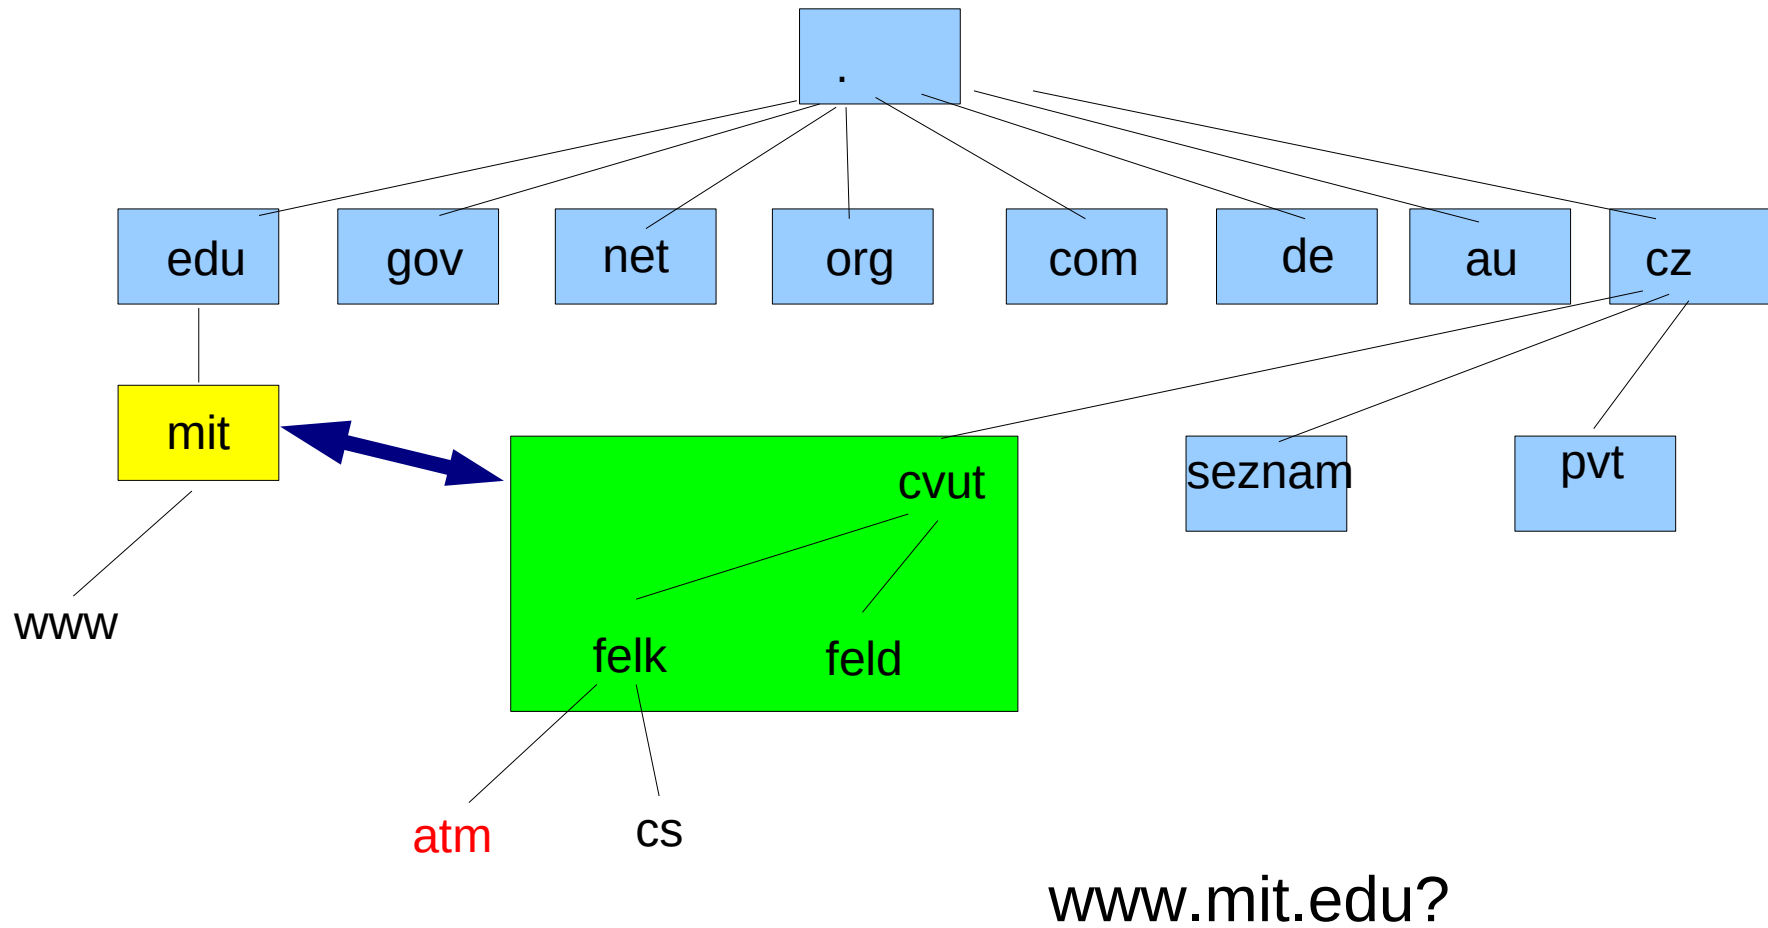 .
edu gov net org com de au cz
mit
cvut seznam pvt
www
felk feld
atm cs
www.mit.edu?